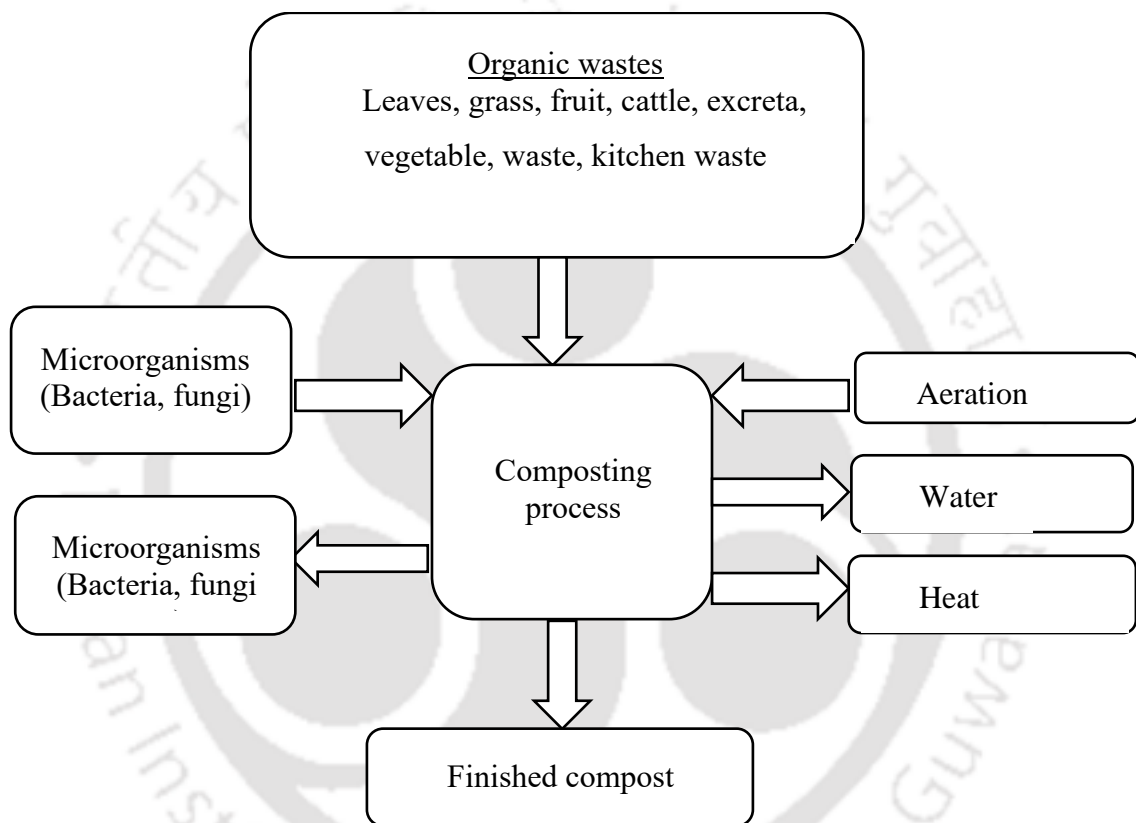 Organic wastes
Leaves, grass, fruit, cattle, excreta,
vegetable, waste, kitchen waste
Microorganisms
(Bacteria, fungi)
Aeration
Composting
process
Water
Microorganisms
(Bacteria, fungi
Heat
Finished compost